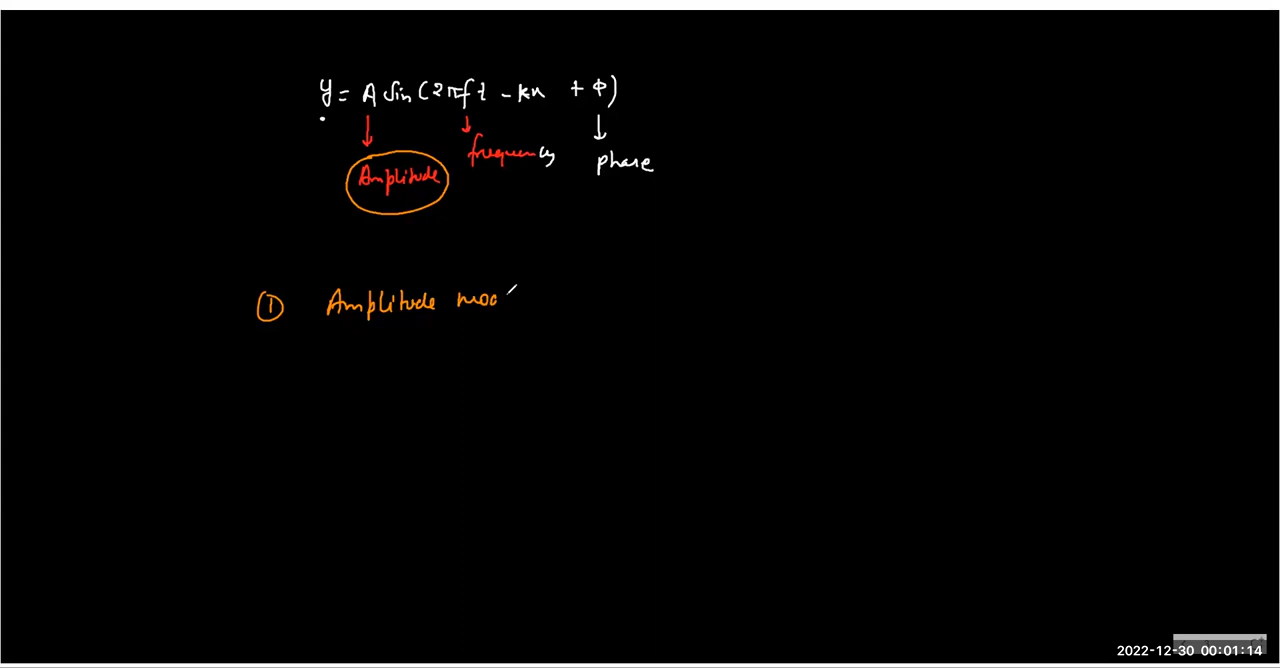 y = A sin(2πft - kx + φ)
Amplitude frequency phase
① Amplitude mod
2022-12-30 00:01:14